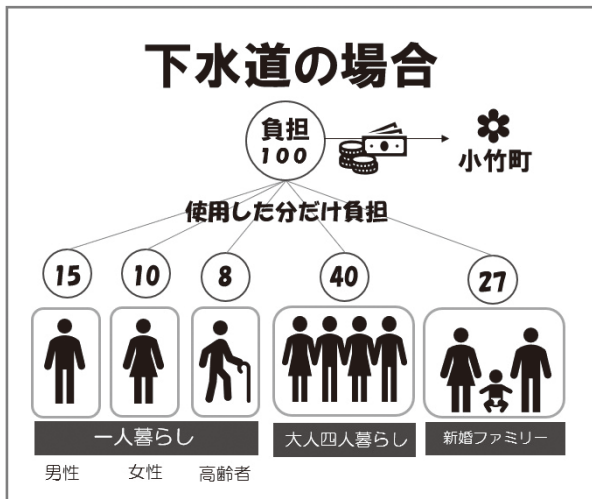 下水道の場合
負担
100
小竹町
使用した分だけ負担
15
10
8
40
27
一人暮らし
大人四人暮らし
新婚ファミリー
男性
女性
高齢者